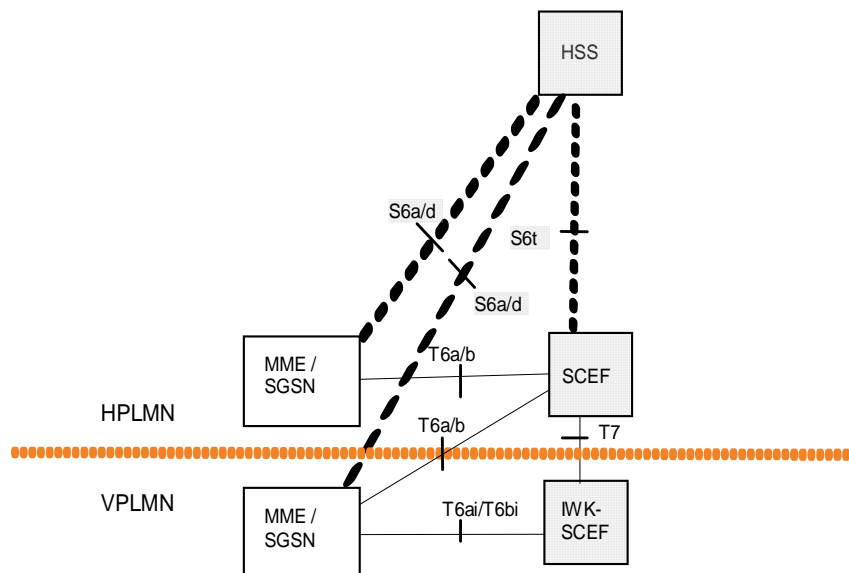 HSS
S6a/d
S6t
S6a/d
MME /
SGSN
T6a/b
SCEF
HPLMN
T6a/b
T7
VPLMN
MME /
SGSN
T6ai/T6bi
IWK-
SCEF